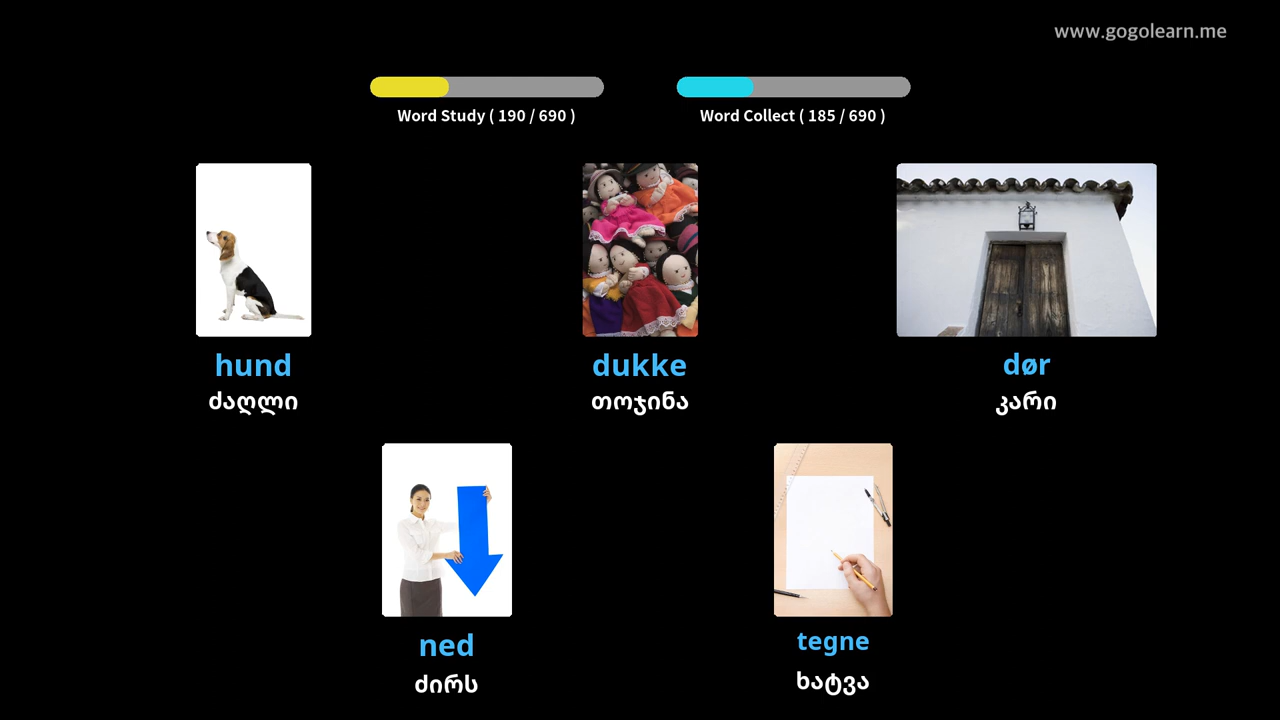 www.gogolearn.me
Word Study ( 190 / 690 )
Word Collect ( 185 / 690 )
hund
ძაღლი
dukke
თოჯინა
dør
კარი
ned
ძირს
tegne
ხატვა